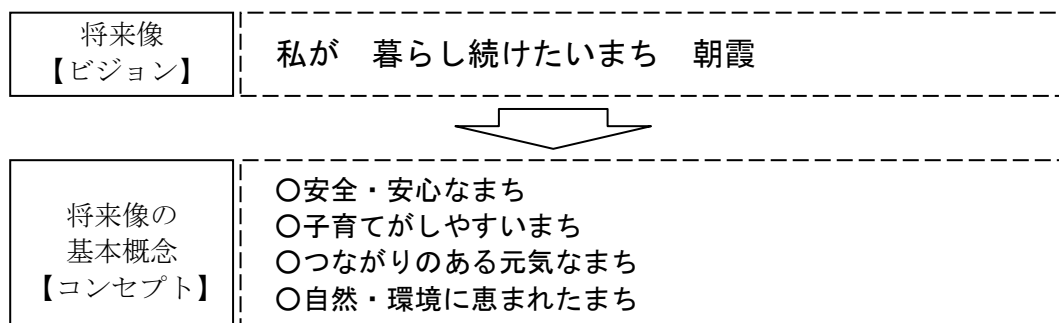 将来像
【ビジョン】
私が　暮らし続けたいまち　朝霞
将来像の
基本概念
【コンセプト】
○安全・安心なまち
○子育てがしやすいまち
○つながりのある元気なまち
○自然・環境に恵まれたまち